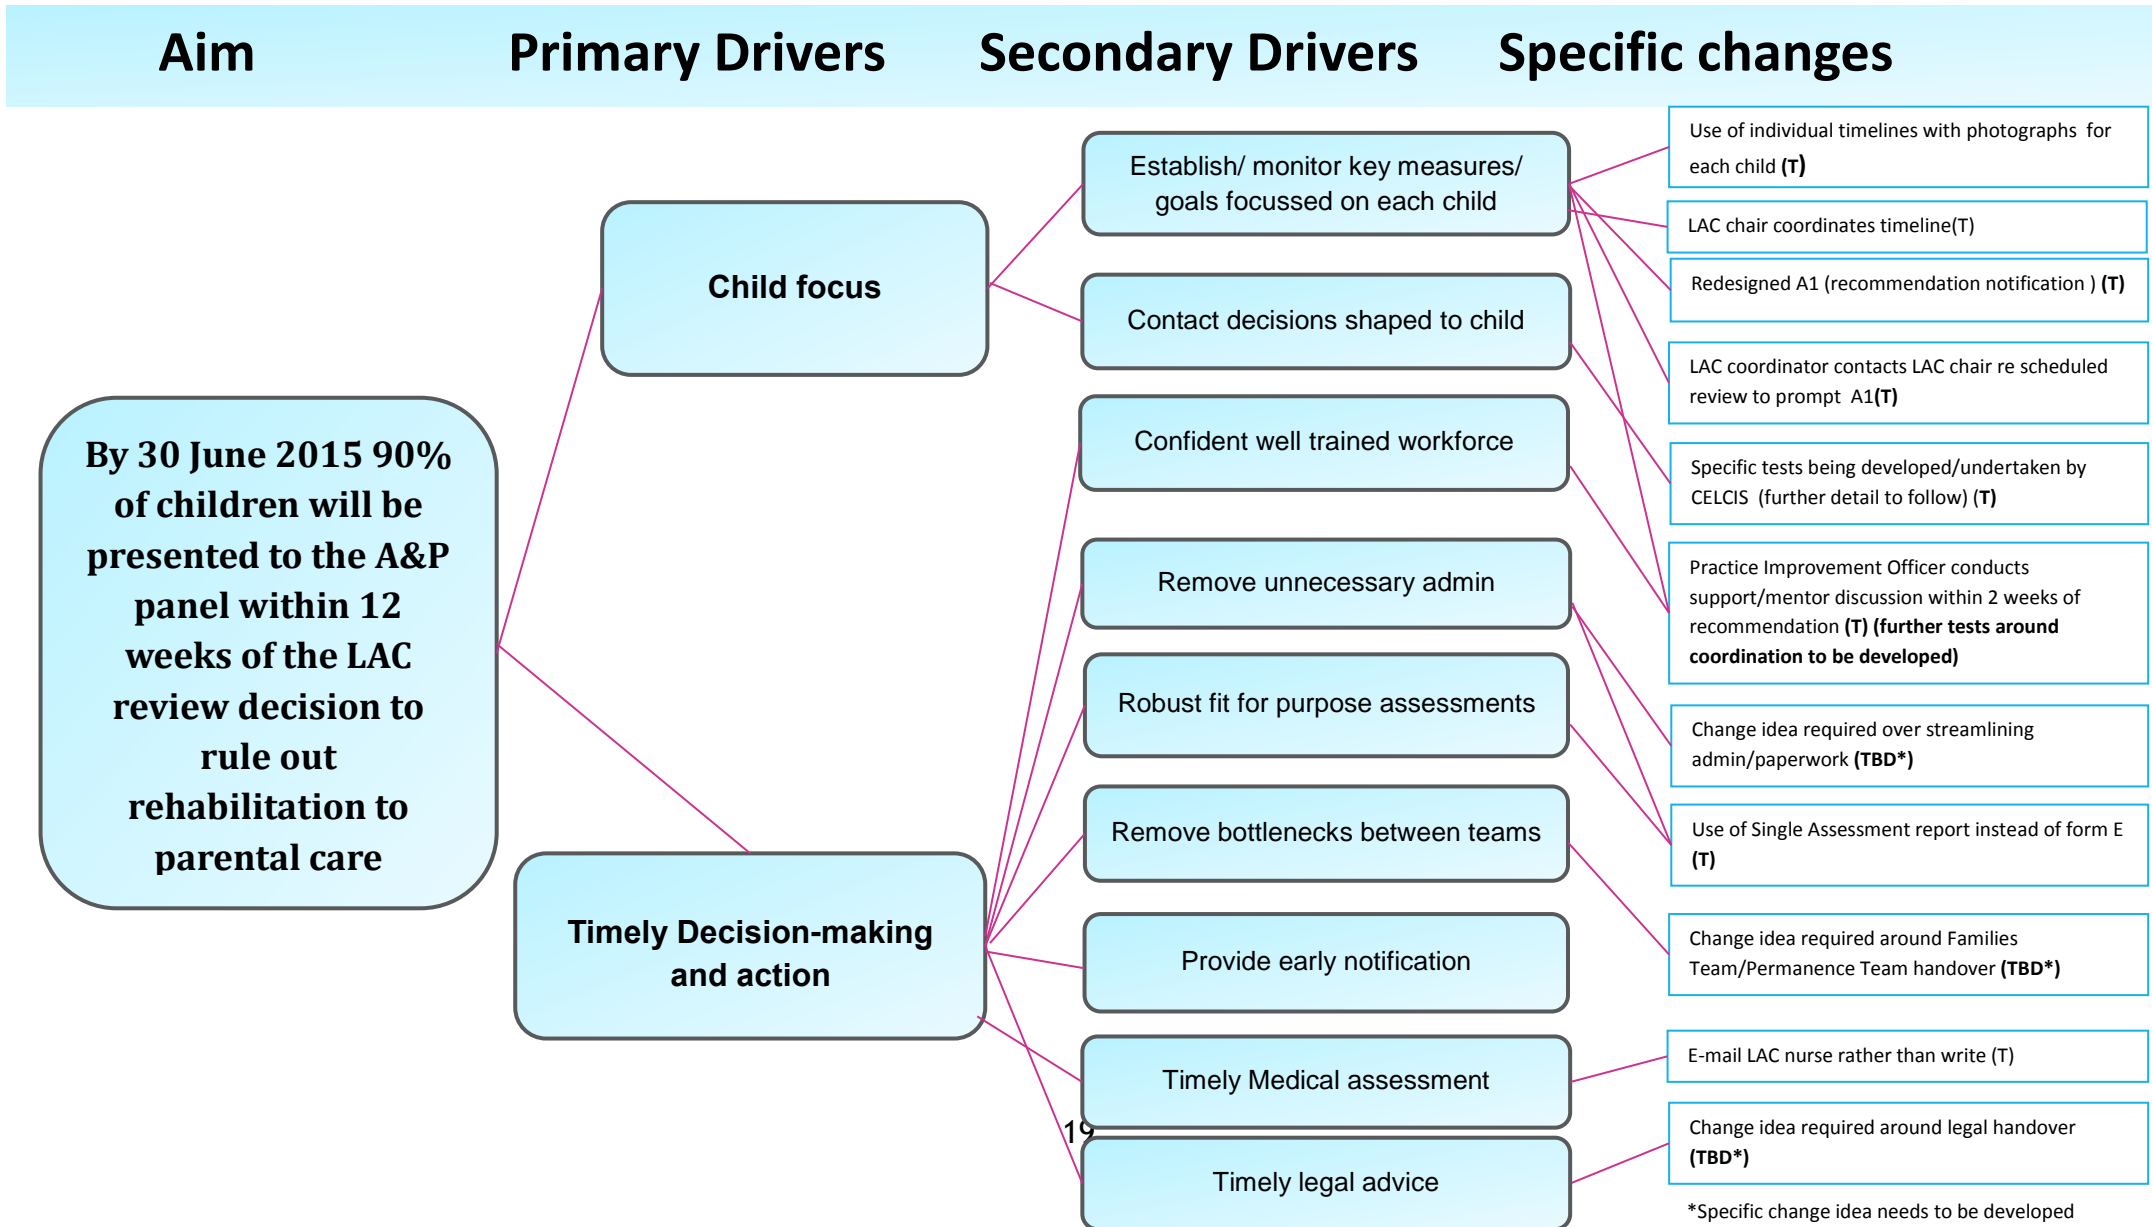 Aim Primary Drivers Secondary Drivers Specific changes
By 30 June 2015 90%
of children will be
presented to the A&P
panel within 12
weeks of the LAC
review decision to
rule out
rehabilitation to
parental care
Child focus
Timely Decision-making
and action
Establish/ monitor key measures/
goals focussed on each child
Contact decisions shaped to child
Confident well trained workforce
Remove unnecessary admin
Robust fit for purpose assessments
Remove bottlenecks between teams
Provide early notification
Timely Medical assessment
19
Timely legal advice
Use of individual timelines with photographs for
each child (T)
LAC chair coordinates timeline(T)
Redesigned A1 (recommendation notification ) (T)
LAC coordinator contacts LAC chair re scheduled
review to prompt A1(T)
Specific tests being developed/undertaken by
CELCIS (further detail to follow) (T)
Practice Improvement Officer conducts
support/mentor discussion within 2 weeks of
recommendation (T) (further tests around
coordination to be developed)
Change idea required over streamlining
admin/paperwork (TBD*)
Use of Single Assessment report instead of form E
(T)
Change idea required around Families
Team/Permanence Team handover (TBD*)
E-mail LAC nurse rather than write (T)
Change idea required around legal handover
(TBD*)
*Specific change idea needs to be developed